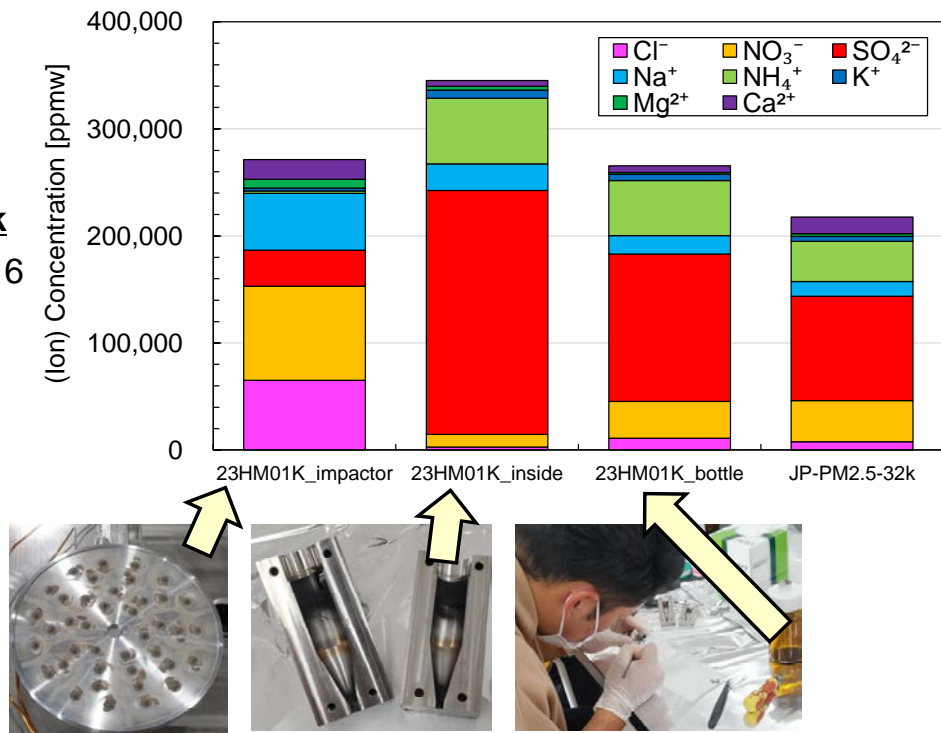 400,000
300,000
200,000
100,000
0
(Ion) Concentration [ppmw]
k
6
Cl⁻ NO₃⁻ SO₄²⁻
Na⁺ NH₄⁺ K⁺
Mg²⁺ Ca²⁺
23HM01K_impactor 23HM01K_inside 23HM01K_bottle JP-PM2.5-32k